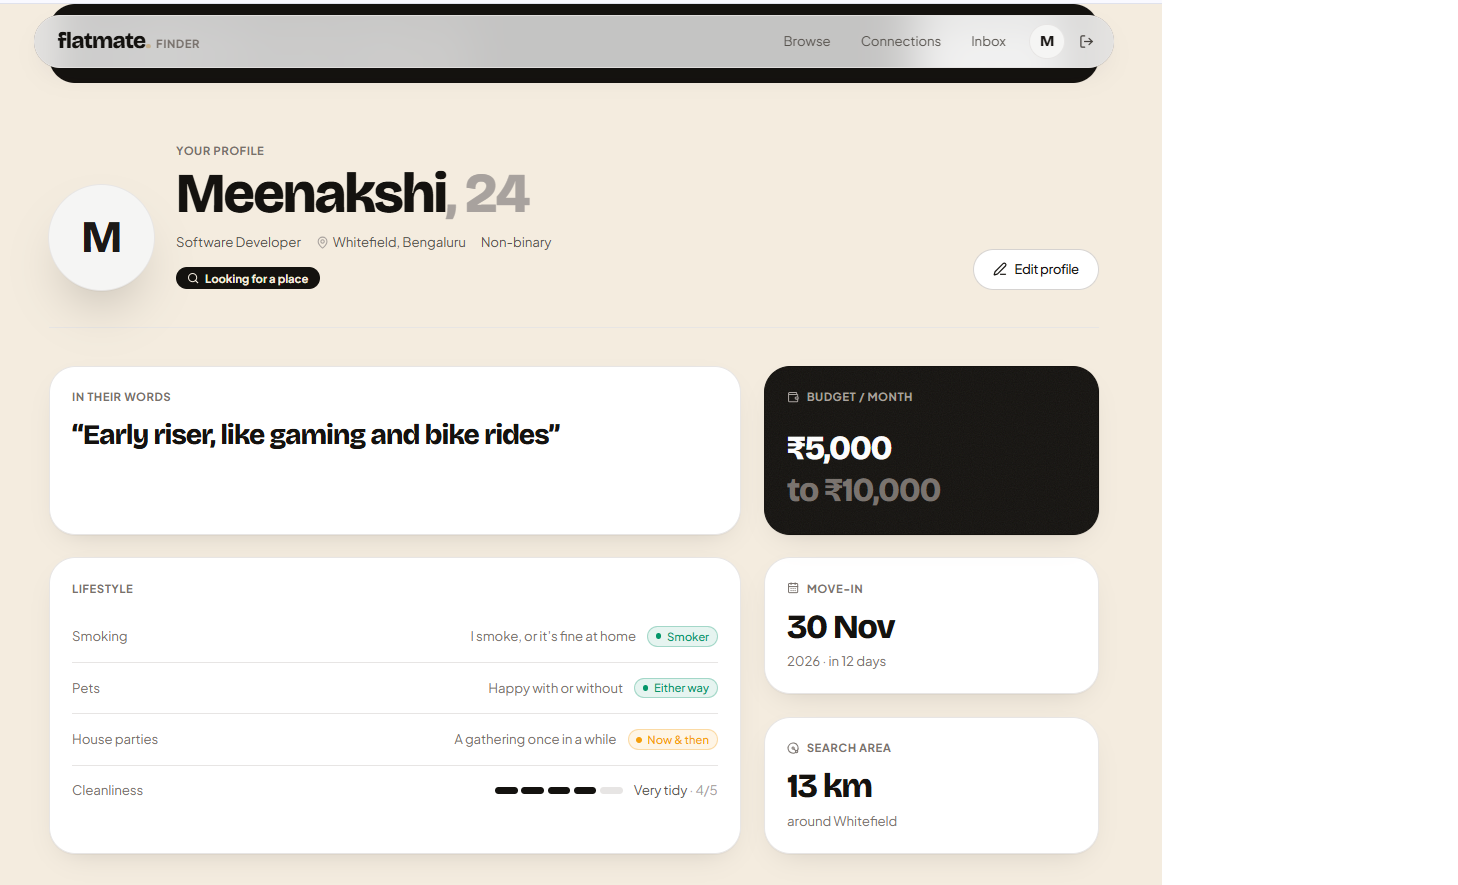 flatmate FINDER
Browse Connections Inbox M
YOUR PROFILE
M
Meenakshi, 24
Software Developer Whitefield, Bengaluru Non-binary
Looking for a place
Edit profile
IN THEIR WORDS
“Early riser, like gaming and bike rides”
BUDGET / MONTH
₹5,000
to ₹10,000
LIFESTYLE
Smoking I smoke, or it's fine at home Smoker
Pets Happy with or without Either way
House parties A gathering once in a while Now & then
Cleanliness Very tidy · 4/5
MOVE-IN
30 Nov
2026 · in 12 days
SEARCH AREA
13 km
around Whitefield